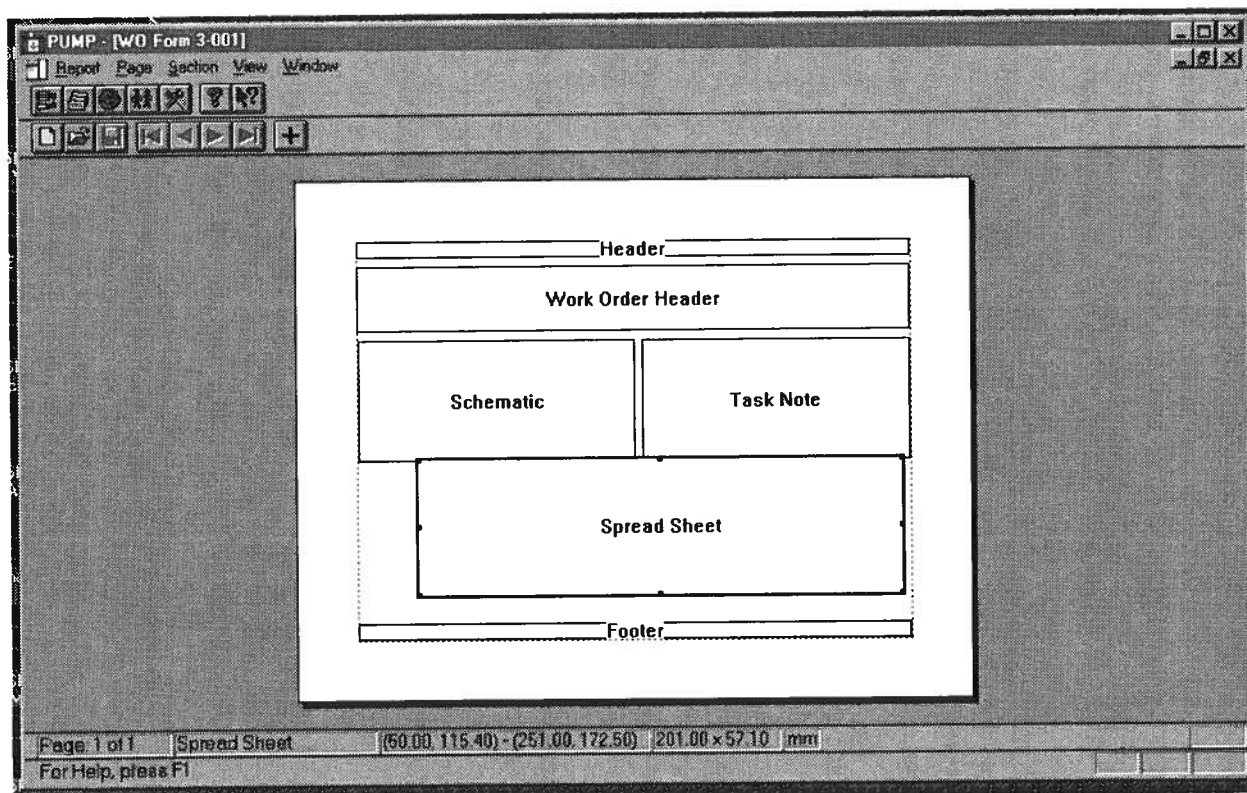 PUMP - [WO Form 3-001]
Report Page Section View Window
Header
Work Order Header
Schematic Task Note
Spread Sheet
Footer
Page: 1 of 1 Spread Sheet (50.00, 115.40) - (251.00, 172.50) 201.00 x 57.10 mm
For Help, press F1